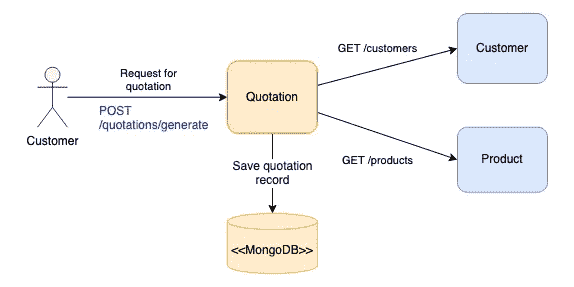 Request for
quotation
POST
/quotations/generate
Customer
Quotation
GET /customers
Customer
GET /products
Product
Save quotation
record
<<MongoDB>>